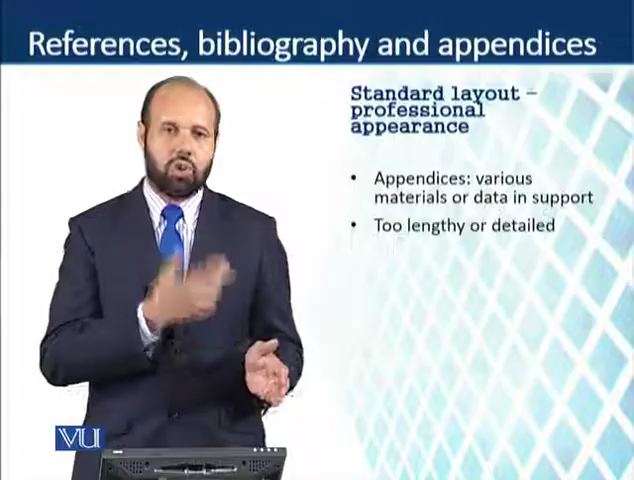 References, bibliography and appendices
Standard layout –
professional
appearance
• Appendices: various
materials or data in support
• Too lengthy or detailed
VU